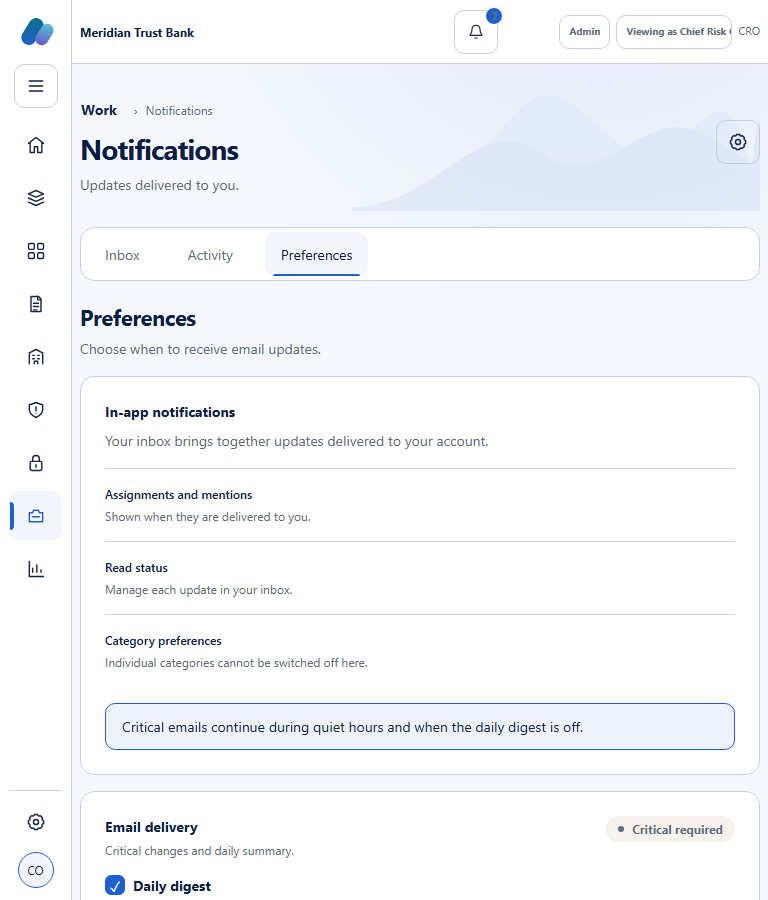 Meridian Trust Bank
Admin
Viewing as Chief Risk
CRO
Work › Notifications
Notifications
Updates delivered to you.
Inbox
Activity
Preferences
Preferences
Choose when to receive email updates.
In-app notifications
Your inbox brings together updates delivered to your account.
Assignments and mentions
Shown when they are delivered to you.
Read status
Manage each update in your inbox.
Category preferences
Individual categories cannot be switched off here.
Critical emails continue during quiet hours and when the daily digest is off.
Email delivery
Critical required
Critical changes and daily summary.
Daily digest
CO